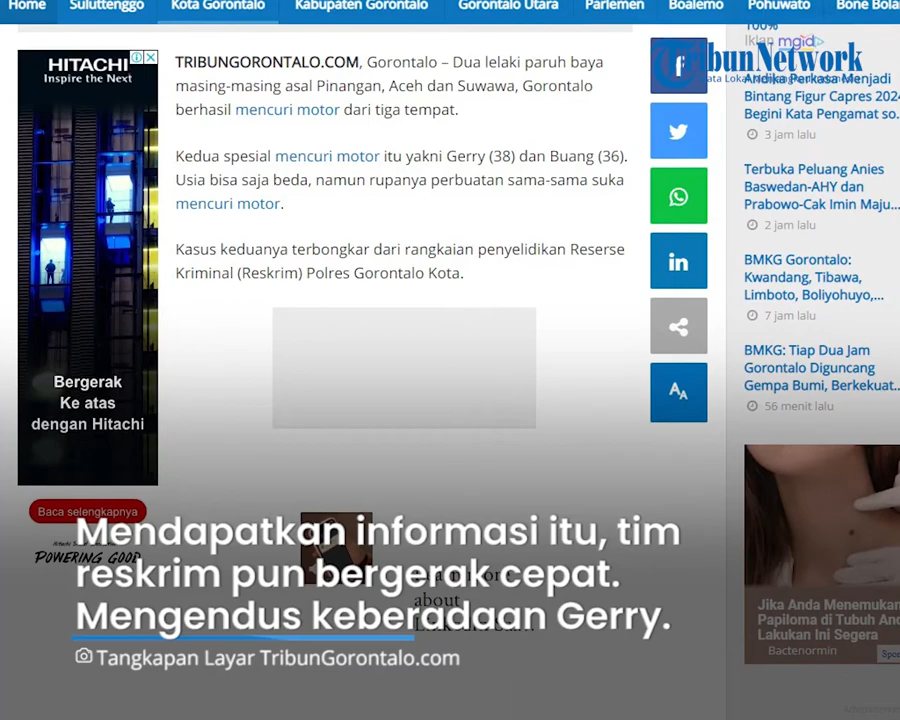 Home Suluttenggo Kota Gorontalo Kabupaten Gorontalo Gorontalo Utara Parlemen Boalemo Pohuwato Bone Bola
HITACHI
Inspire the Next
Bergerak
Ke atas
dengan Hitachi
Baca selengkapnya
POWERING GOOD
TRIBUNGORONTALO.COM, Gorontalo – Dua lelaki paruh baya
masing-masing asal Pinangan, Aceh dan Suwawa, Gorontalo
berhasil mencuri motor dari tiga tempat.
Kedua spesial mencuri motor itu yakni Gerry (38) dan Buang (36).
Usia bisa saja beda, namun rupanya perbuatan sama-sama suka
mencuri motor.
Kasus keduanya terbongkar dari rangkaian penyelidikan Reserse
Kriminal (Reskrim) Polres Gorontalo Kota.
100%
Iklan mgid
TribunNetwork
Andika Perkasa Menjadi
Bintang Figur Capres 2024
Begini Kata Pengamat so...
3 jam lalu
Terbuka Peluang Anies
Baswedan-AHY dan
Prabowo-Cak Imin Maju...
2 jam lalu
BMKG Gorontalo:
Kwandang, Tibawa,
Limboto, Boliyohuyo,...
7 jam lalu
BMKG: Tiap Dua Jam
Gorontalo Diguncang
Gempa Bumi, Berkekuat...
56 menit lalu
Jika Anda Menemukan
Papiloma di Tubuh And
Lakukan Ini Segera
Bactenormin
Spo
about
Mendapatkan informasi itu, tim
reskrim pun bergerak cepat.
Mengendus keberadaan Gerry.
Tangkapan Layar TribunGorontalo.com